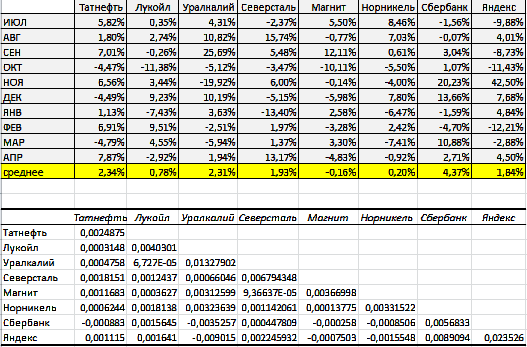 Татнефть Лукойл Уралкалий Северсталь Магнит Норникель Сбербанк Яндекс
ИЮЛ 5,82% 0,35% 4,31% -2,37% 5,50% 8,46% -1,56% -9,88%
АВГ 1,80% 2,74% 10,82% 15,74% -0,77% 7,03% -0,07% 4,01%
СЕН 7,01% -0,26% 25,69% 5,48% 12,11% 0,61% 3,04% -8,73%
ОКТ -4,47% -11,38% -5,12% -3,47% -10,11% -5,50% 1,07% -11,43%
НОЯ 6,56% 3,44% -19,92% 6,00% -0,14% -4,00% 20,23% 42,50%
ДЕК -4,49% 9,23% 10,19% -5,15% -5,98% 7,80% 13,66% 7,68%
ЯНВ 1,13% -7,43% 3,63% -13,40% 2,58% -6,47% -1,59% 4,84%
ФЕВ 6,91% 9,51% -2,51% 1,97% -3,28% 2,42% -4,70% -12,21%
МАР -4,79% 4,55% -5,94% 1,37% 3,30% -7,41% 10,88% -2,88%
АПР 7,87% -2,92% 1,94% 13,17% -4,83% -0,92% 2,71% 4,50%
среднее 2,34% 0,78% 2,31% 1,93% -0,16% 0,20% 4,37% 1,84%
Татнефть Лукойл Уралкалий Северсталь Магнит Норникель Сбербанк Яндекс
Татнефть 0,0024875
Лукойл 0,0003148 0,0040301
Уралкалий 0,0004758 6,727E-05 0,01327902
Северсталь 0,0018151 0,0012437 0,00066046 0,006794348
Магнит 0,0011683 0,0003627 0,00312599 9,36637E-05 0,00366998
Норникель 0,0006244 0,0018138 0,00323639 0,001142061 0,00013775 0,00331522
Сбербанк -0,000883 0,0015645 -0,0035257 0,000447809 -0,000258 -0,0008506 0,0056833
Яндекс 0,001115 0,001641 -0,009015 0,002245932 -0,0007503 -0,0015548 0,0089094 0,023526